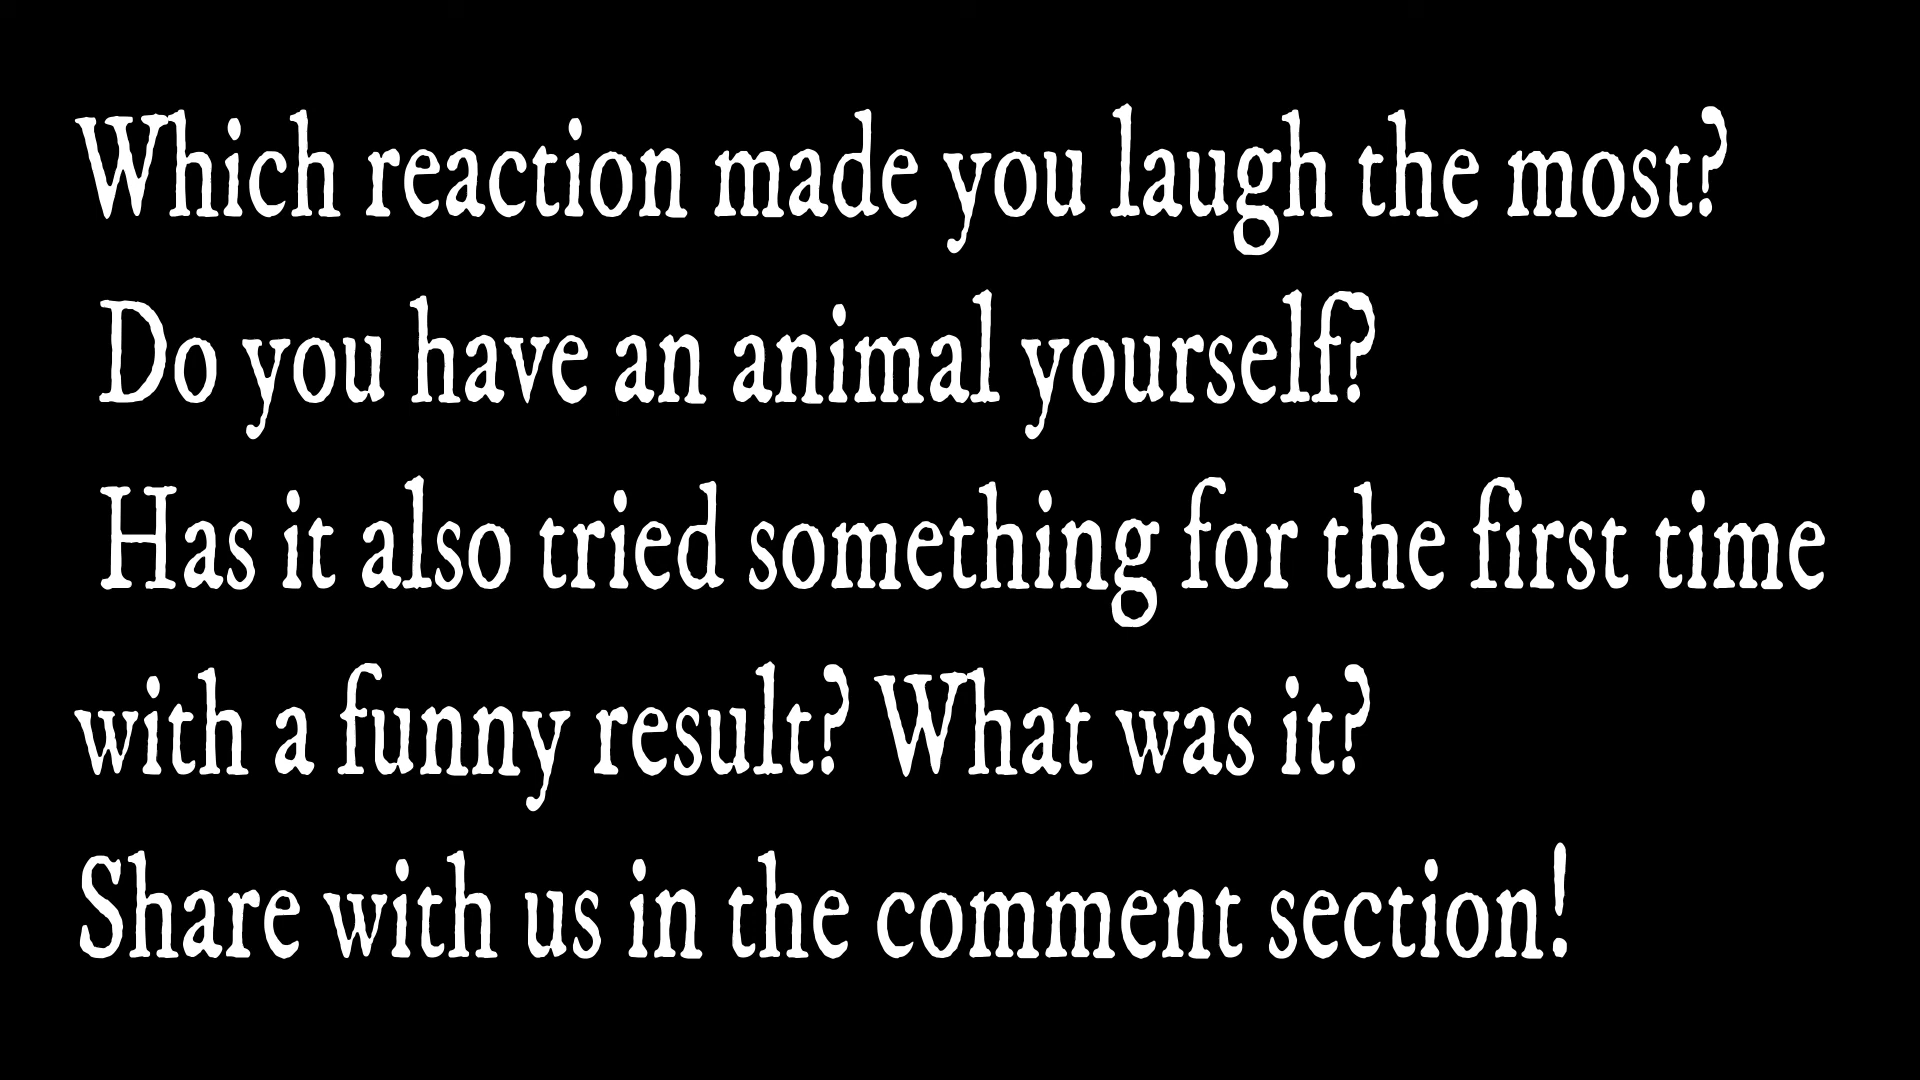 Which reaction made you laugh the most?
Do you have an animal yourself?
Has it also tried something for the first time
with a funny result? What was it?
Share with us in the comment section!